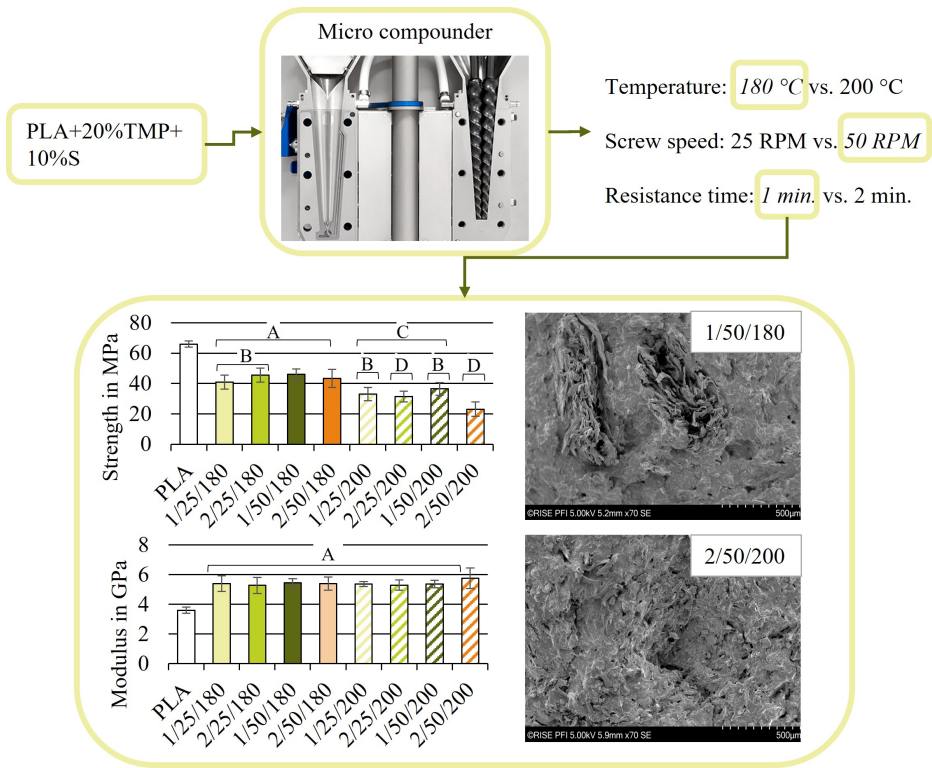 Micro compounder
PLA+20%TMP+
10%S
Temperature: 180 °C vs. 200 °C
Screw speed: 25 RPM vs. 50 RPM
Resistance time: 1 min. vs. 2 min.
Strength in MPa
80
60
40
20
0
A
B
C
B
D
B
D
PLA
1/25/180
2/25/180
1/50/180
2/50/180
1/25/200
2/25/200
1/50/200
2/50/200
1/50/180
©RISE PFI 5.00kV 5.2mm x70 SE
500µm
Modulus in GPa
8
6
4
2
0
A
PLA
1/25/180
2/25/180
1/50/180
2/50/180
1/25/200
2/25/200
1/50/200
2/50/200
2/50/200
©RISE PFI 5.00kV 5.9mm x70 SE
500µm